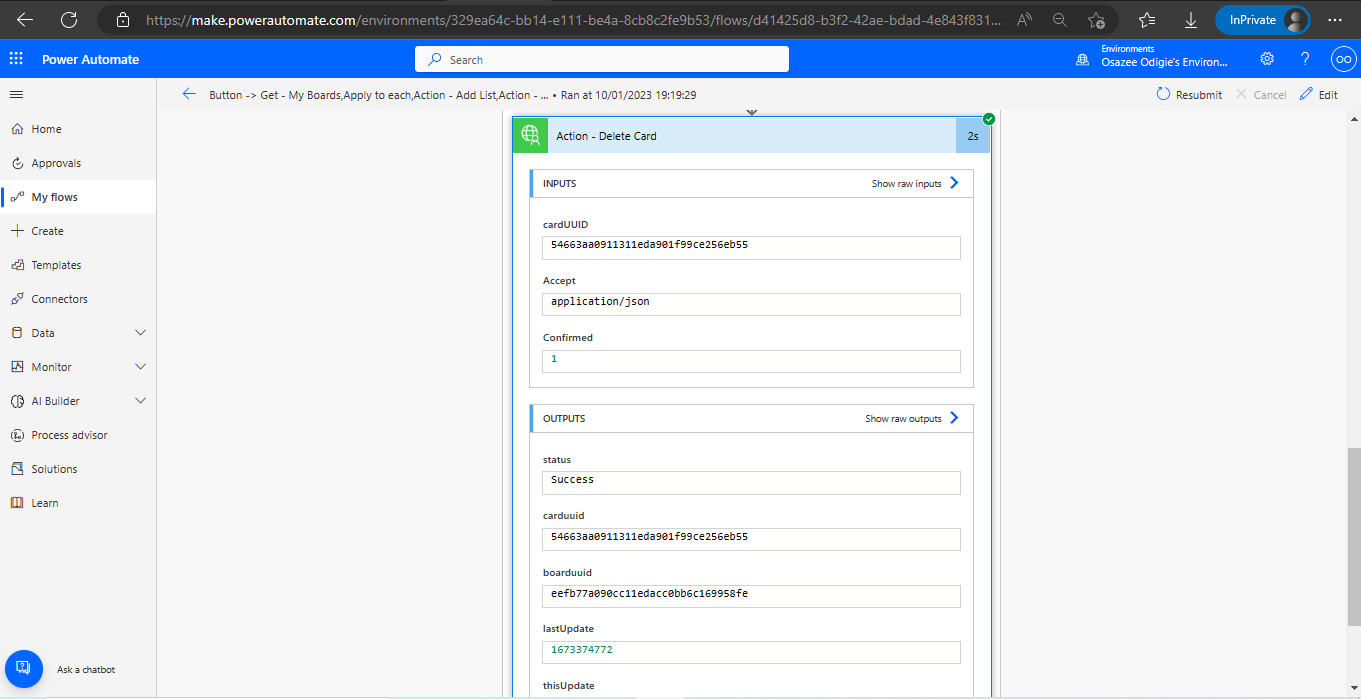 https://make.powerautomate.com/environments/329ea64c-bb14-e111-be4a-8cb8c2fe9b53/flows/d41425d8-b3f2-42ae-bdad-4e843f831...
InPrivate
Power Automate
Search
Environments
Osazee Odigie's Environ...
?
OO
Button -> Get - My Boards,Apply to each,Action - Add List,Action - ... • Ran at 10/01/2023 19:19:29
Resubmit
Cancel
Edit
Home
Approvals
My flows
Create
Templates
Connectors
Data
Monitor
AI Builder
Process advisor
Solutions
Learn
Ask a chatbot
Action - Delete Card
2s
INPUTS
Show raw inputs
cardUUID
54663aa0911311eda901f99ce256eb55
Accept
application/json
Confirmed
1
OUTPUTS
Show raw outputs
status
Success
carduuid
54663aa0911311eda901f99ce256eb55
boarduuid
eefb77a090cc11edacc0bb6c169958fe
lastUpdate
1673374772
thisUpdate